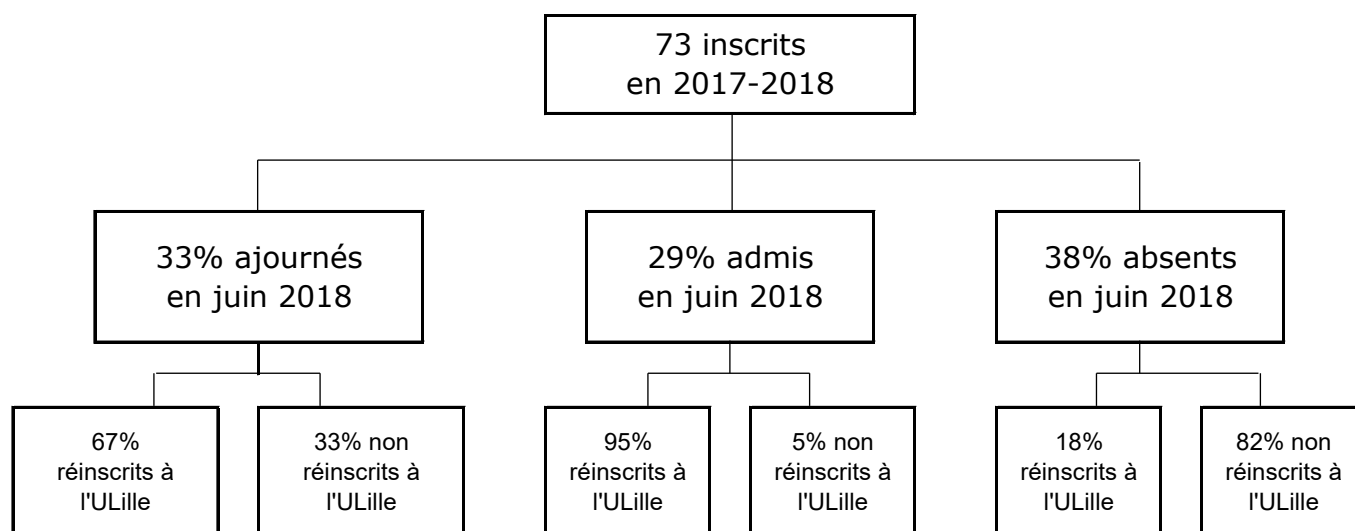 73 inscrits
en 2017-2018
33% ajournés
en juin 2018
29% admis
en juin 2018
38% absents
en juin 2018
67%
réinscrits à
l'ULille
33% non
réinscrits à
l'ULille
95%
réinscrits à
l'ULille
5% non
réinscrits à
l'ULille
18%
réinscrits à
l'ULille
82% non
réinscrits à
l'ULille